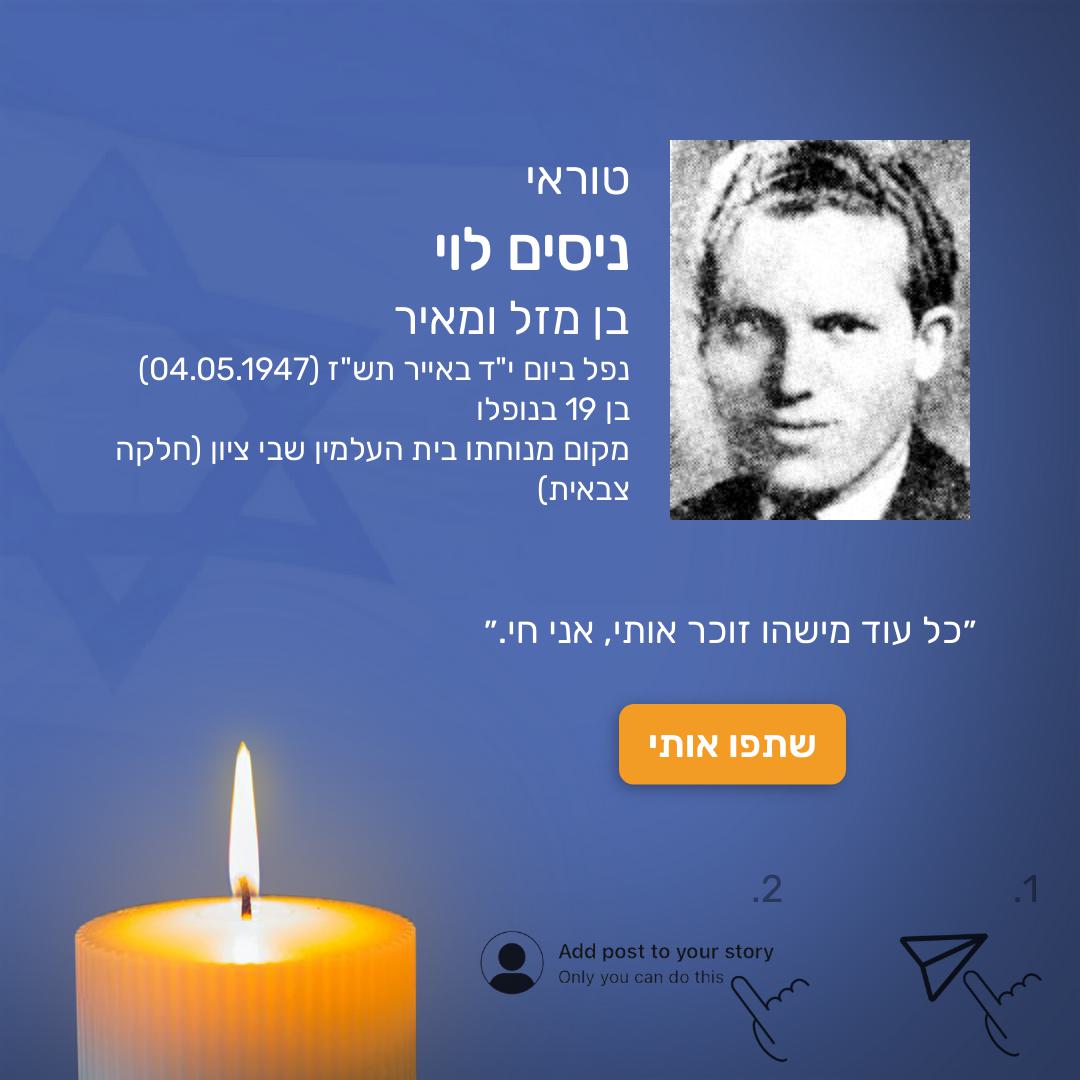 טוראי
ניסים לוי
בן מזל ומאיר
נפל ביום י"ד באייר תש"ז (04.05.1947)
בן 19 בנופלו
מקום מנוחתו בית העלמין שבי ציון (חלקה
צבאית)
״כל עוד מישהו זוכר אותי, אני חי.״
שתפו אותי
.1
.2
Add post to your story
Only you can do this